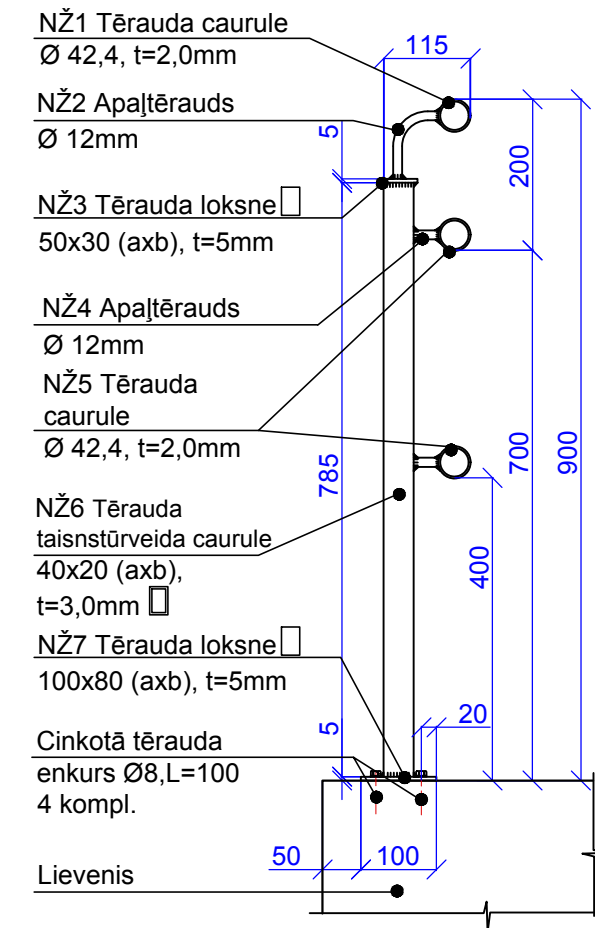 NŽ1 Tērauda caurule
Ø 42,4, t=2,0mm
NŽ2 Apaļtērauds
Ø 12mm
NŽ3 Tērauda loksne
50x30 (axb), t=5mm
NŽ4 Apaļtērauds
Ø 12mm
NŽ5 Tērauda
caurule
Ø 42,4, t=2,0mm
NŽ6 Tērauda
taisnstūrveida caurule
40x20 (axb),
t=3,0mm
NŽ7 Tērauda loksne
100x80 (axb), t=5mm
Cinkotā tērauda
enkurs Ø8,L=100
4 kompl.
Lievenis
115
5
200
785
700
900
400
20
5
50
100